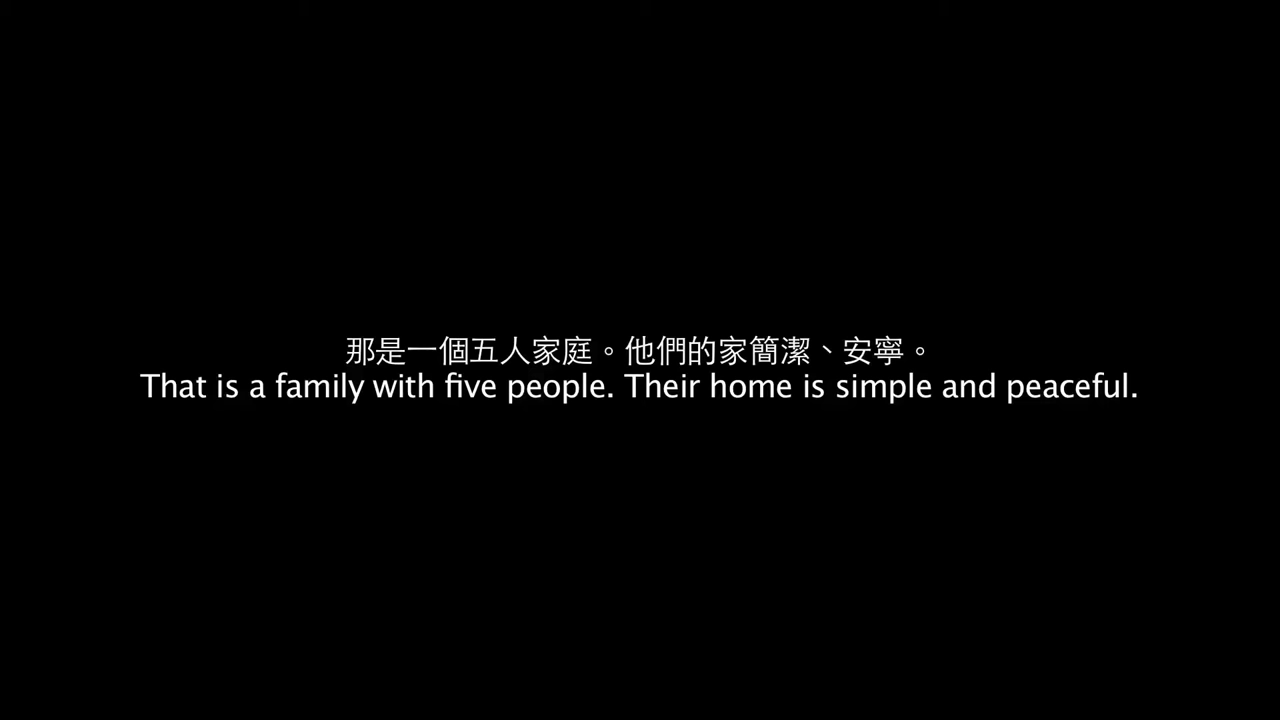 那是一個五人家庭。他們的家簡潔、安寧。
That is a family with five people. Their home is simple and peaceful.